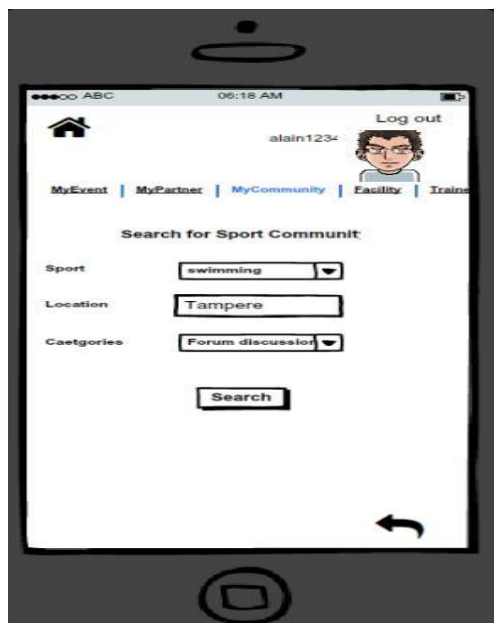 ABC 06:18 AM
Log out
alain1234
MyEvent | MyPartner | MyCommunity | Facility | Traine
Search for Sport Communit
Sport swimming
Location Tampere
Caetgories Forum discussion
Search